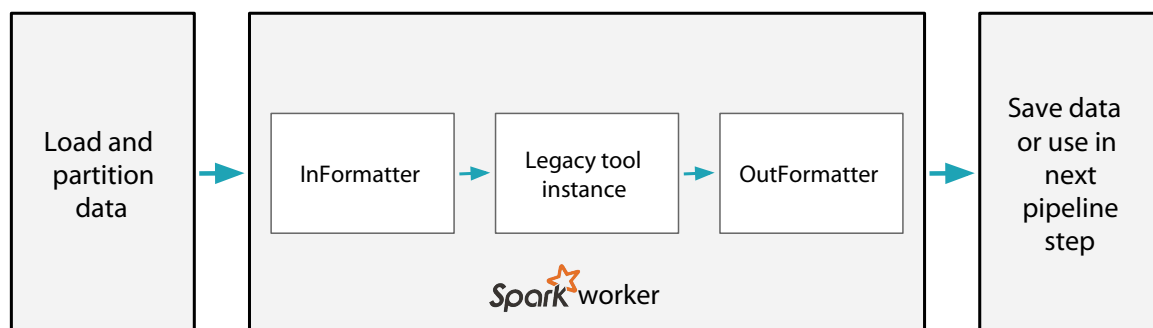 Load and
partition
data
InFormatter
Legacy tool
instance
OutFormatter
Spark worker
Save data
or use in
next
pipeline
step